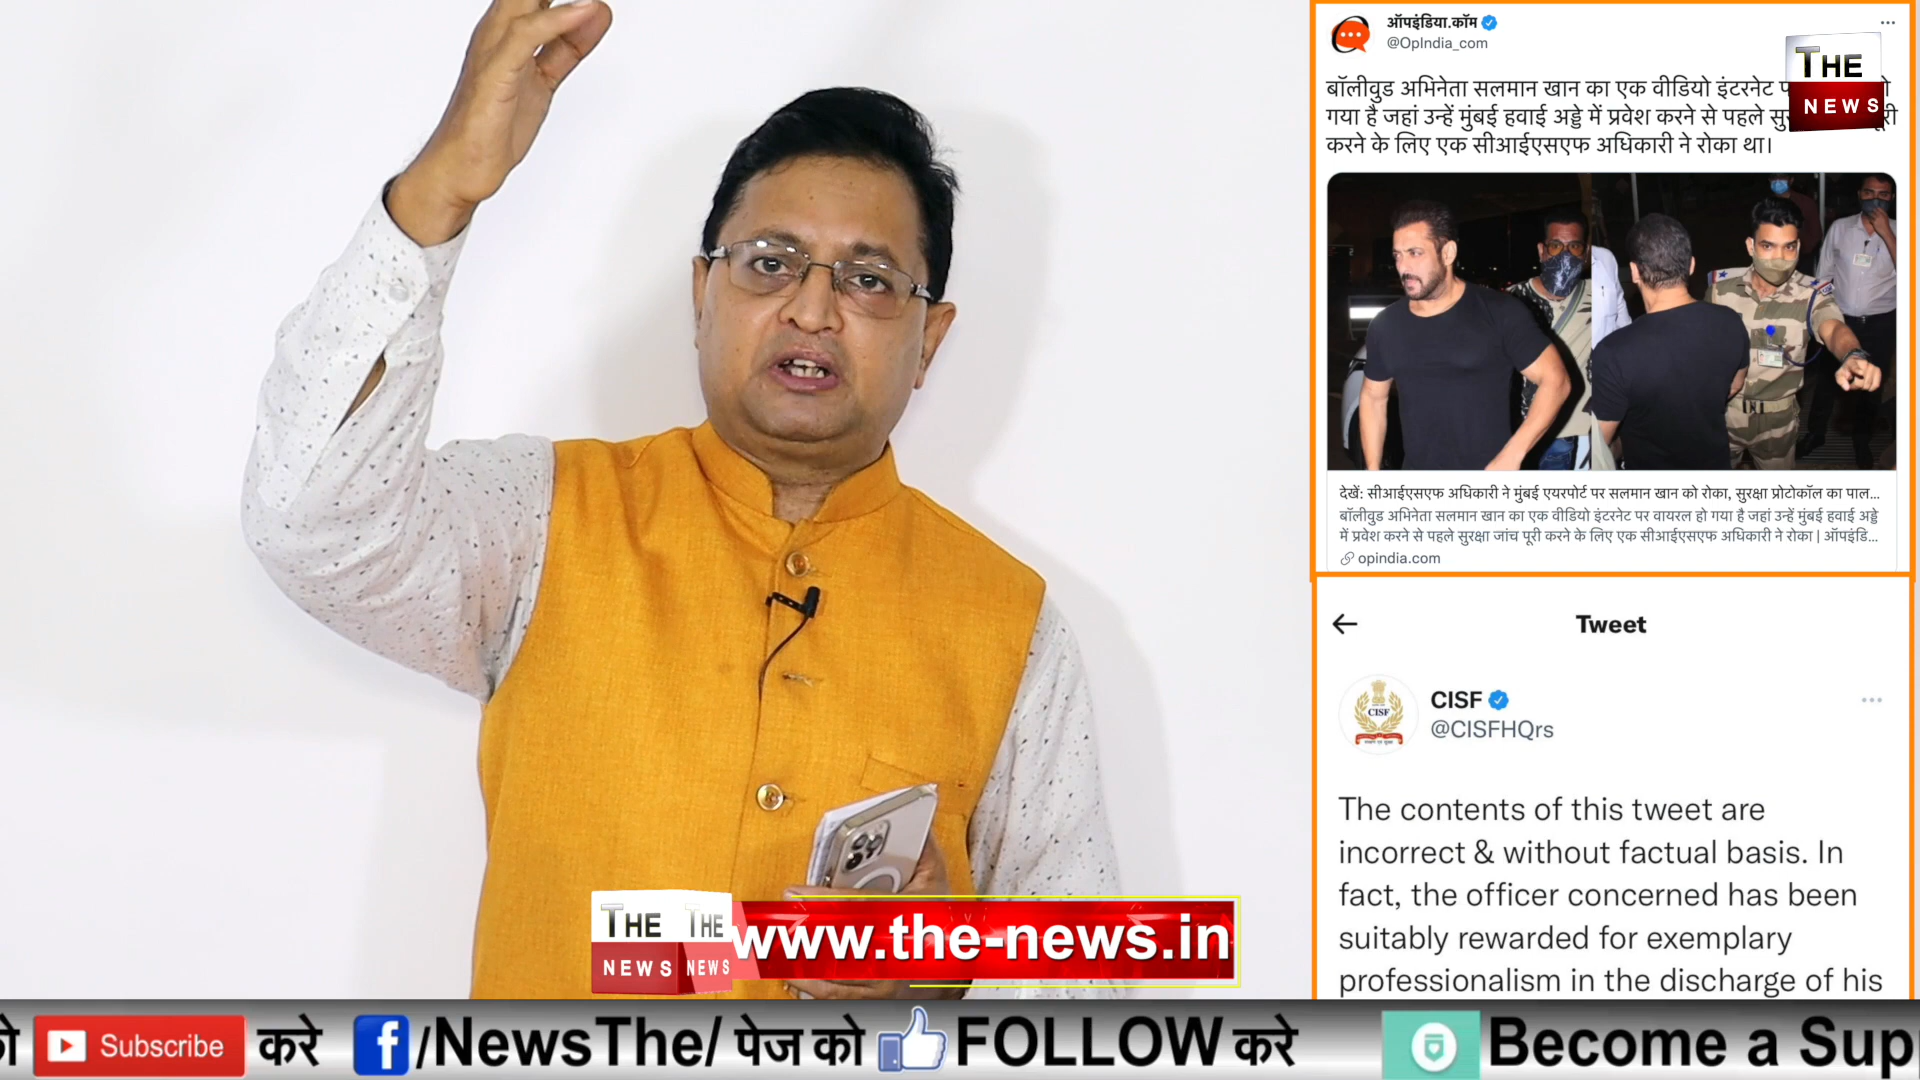 ऑपइंडिया.कॉम
@OpIndia_com
बॉलीवुड अभिनेता सलमान खान का एक वीडियो इंटरनेट
गया है जहां उन्हें मुंबई हवाई अड्डे में प्रवेश करने से पहले
करने के लिए एक सीआईएसएफ अधिकारी ने रोका था।
THE
NEWS
देखें: सीआईएसएफ अधिकारी ने मुंबई एयरपोर्ट पर सलमान खान को रोका, सुरक्षा प्रोटोकॉल का पाल...
बॉलीवुड अभिनेता सलमान खान का एक वीडियो इंटरनेट पर वायरल हो गया है जहां उन्हें मुंबई हवाई अड्डे
में प्रवेश करने से पहले सुरक्षा जांच पूरी करने के लिए एक सीआईएसएफ अधिकारी ने रोका | ऑपइंडि...
opindia.com
Tweet
CISF
CISF
@CISFHQrs
The contents of this tweet are
incorrect & without factual basis. In
fact, the officer concerned has been
suitably rewarded for exemplary
professionalism in the discharge of his
THE THE
NEWS NEWS
www.the-news.in
Subscribe करे f/NewsThe/ पेज को FOLLOW करे Become a Sup